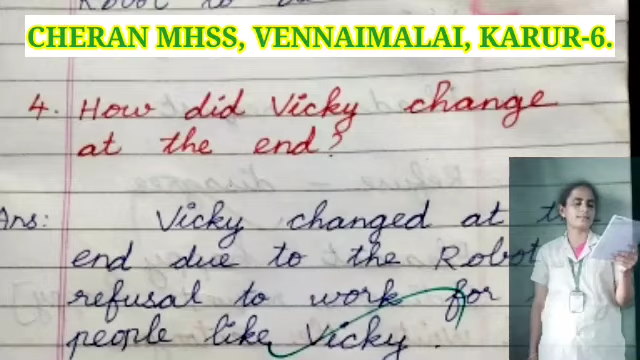 CHERAN MHSS, VENNAIMALAI, KARUR-6.
4. How did Vicky change
at the end?
Ans: Vicky changed at
end due to the Robot
refusal to work for
people like Vicky.